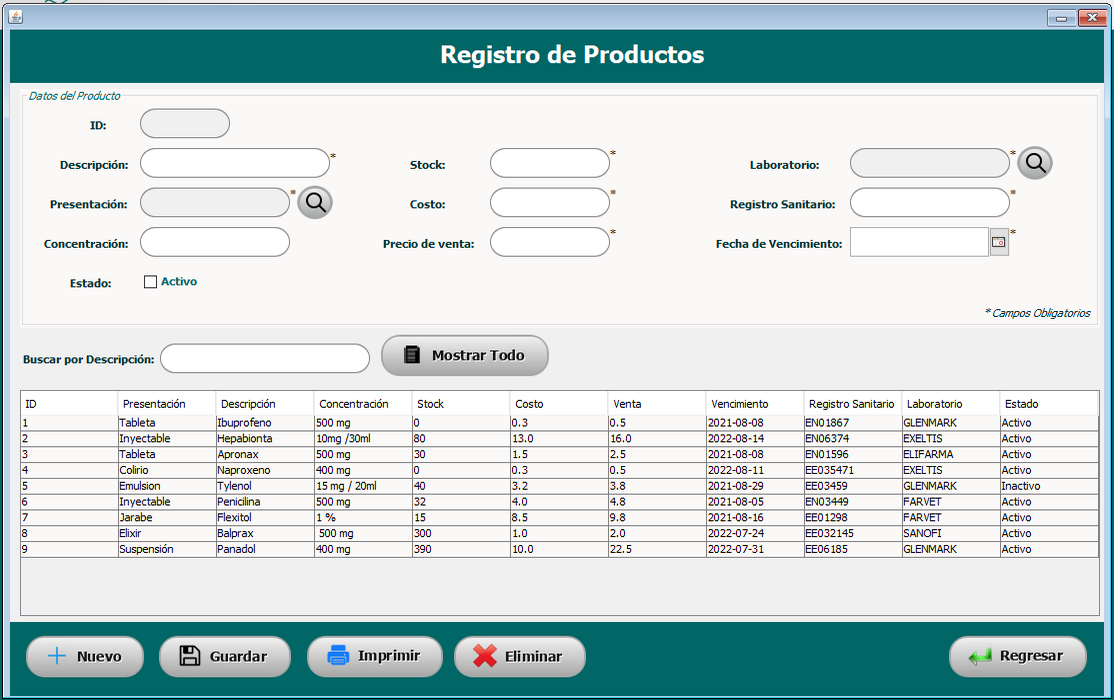 Registro de Productos
Datos del Producto
ID:
Descripción: * Stock: * Laboratorio: *
Presentación: * Costo: * Registro Sanitario: *
Concentración: Precio de venta: * Fecha de Vencimiento: *
Estado: Activo
* Campos Obligatorios
Buscar por Descripción: Mostrar Todo
ID Presentación Descripción Concentración Stock Costo Venta Vencimiento Registro Sanitario Laboratorio Estado
1 Tableta Ibuprofeno 500 mg 0 0.3 0.5 2021-08-08 EN01867 GLENMARK Activo
2 Inyectable Hepabionta 10mg /30ml 80 13.0 16.0 2022-08-14 EN06374 EXELTIS Activo
3 Tableta Apronax 500 mg 30 1.5 2.5 2021-08-08 EN01596 ELIFARMA Activo
4 Colirio Naproxeno 400 mg 0 0.3 0.5 2022-08-11 EE035471 EXELTIS Activo
5 Emulsion Tylenol 15 mg / 20ml 40 3.2 3.8 2021-08-29 EE03459 GLENMARK Inactivo
6 Inyectable Penicilina 500 mg 32 4.0 4.8 2021-08-05 EN03449 FARVET Activo
7 Jarabe Flexitol 1 % 15 8.5 9.8 2021-08-16 EE01298 FARVET Activo
8 Elixir Balprax 500 mg 300 1.0 2.0 2022-07-24 EE032145 SANOFI Activo
9 Suspensión Panadol 400 mg 390 10.0 22.5 2022-07-31 EE06185 GLENMARK Activo
Nuevo Guardar Imprimir Eliminar Regresar